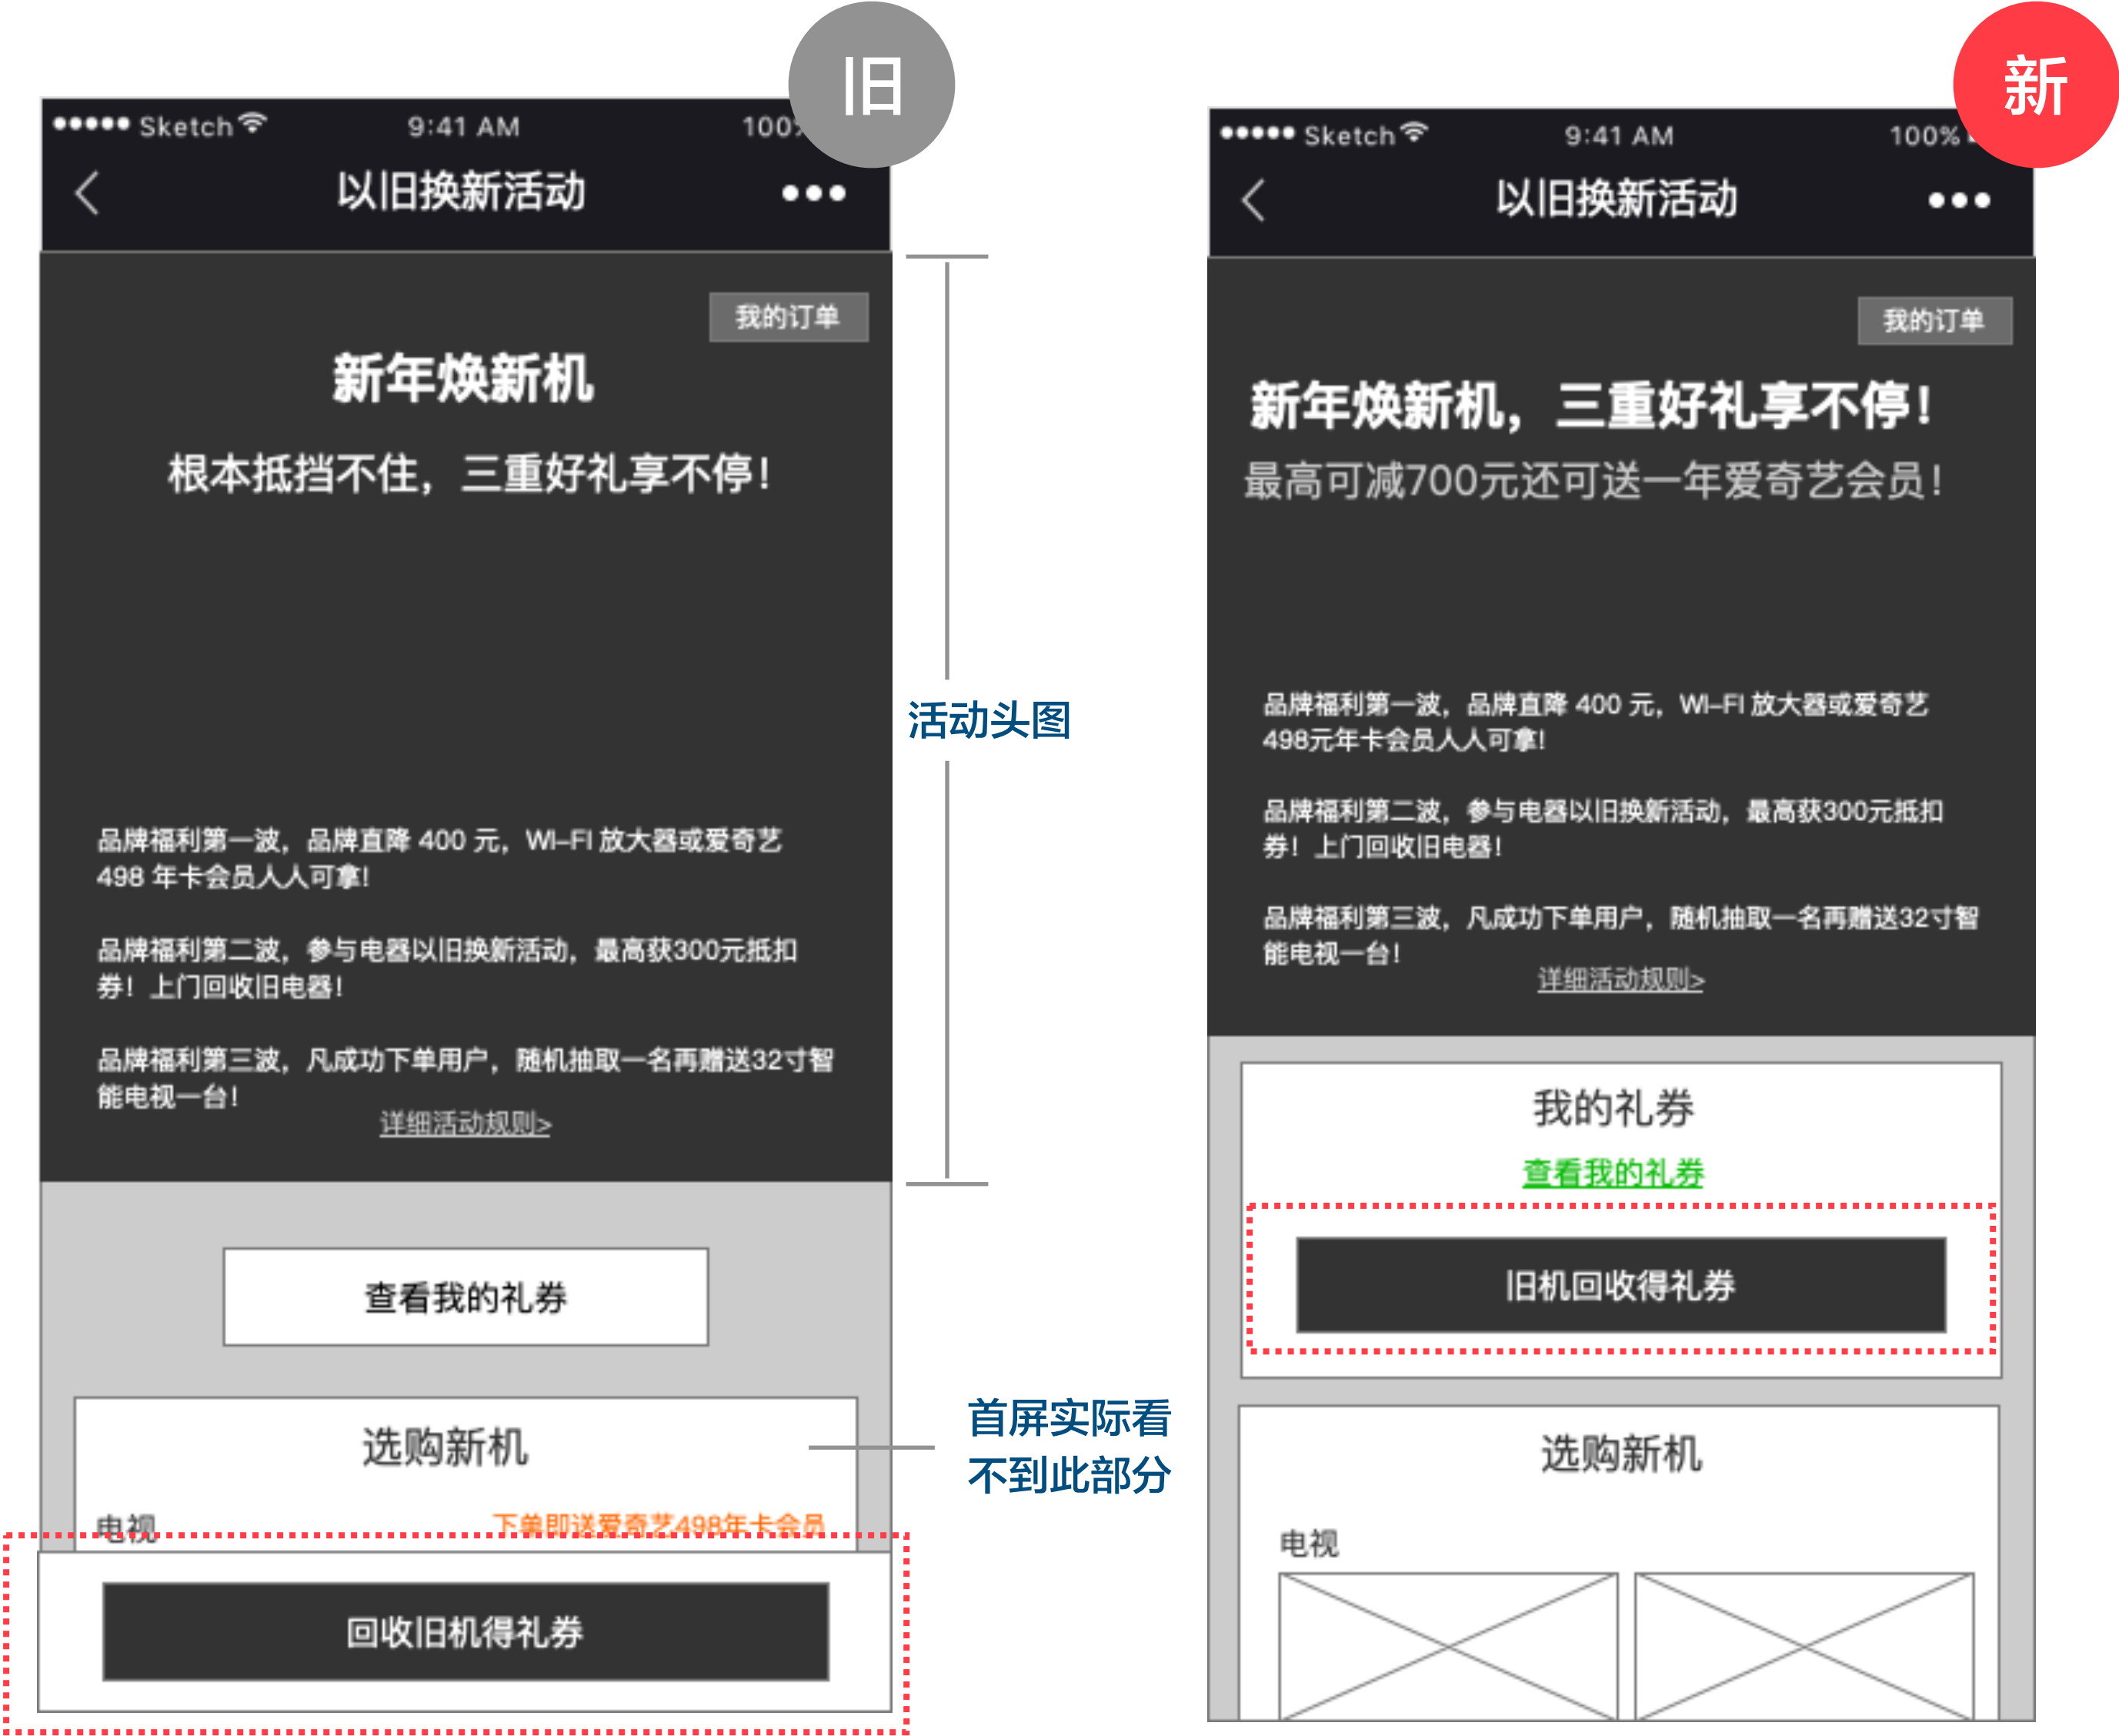 旧
Sketch 9:41 AM 100%
以旧换新活动
我的订单
新年焕新机
根本抵挡不住，三重好礼享不停！
品牌福利第一波，品牌直降 400 元，WI-FI 放大器或爱奇艺
498 年卡会员人人可拿!
品牌福利第二波，参与电器以旧换新活动，最高获300元抵扣
券！上门回收旧电器！
品牌福利第三波，凡成功下单用户，随机抽取一名再赠送32寸智
能电视一台！
详细活动规则>
查看我的礼券
选购新机
电视 下单即送爱奇艺498年卡会员
回收旧机得礼券
活动头图
首屏实际看
不到此部分
新
Sketch 9:41 AM 100%
以旧换新活动
我的订单
新年焕新机，三重好礼享不停！
最高可减700元还可送一年爱奇艺会员！
品牌福利第一波，品牌直降 400 元，WI-FI 放大器或爱奇艺
498元年卡会员人人可拿!
品牌福利第二波，参与电器以旧换新活动，最高获300元抵扣
券！上门回收旧电器！
品牌福利第三波，凡成功下单用户，随机抽取一名再赠送32寸智
能电视一台！
详细活动规则>
我的礼券
查看我的礼券
旧机回收得礼券
选购新机
电视